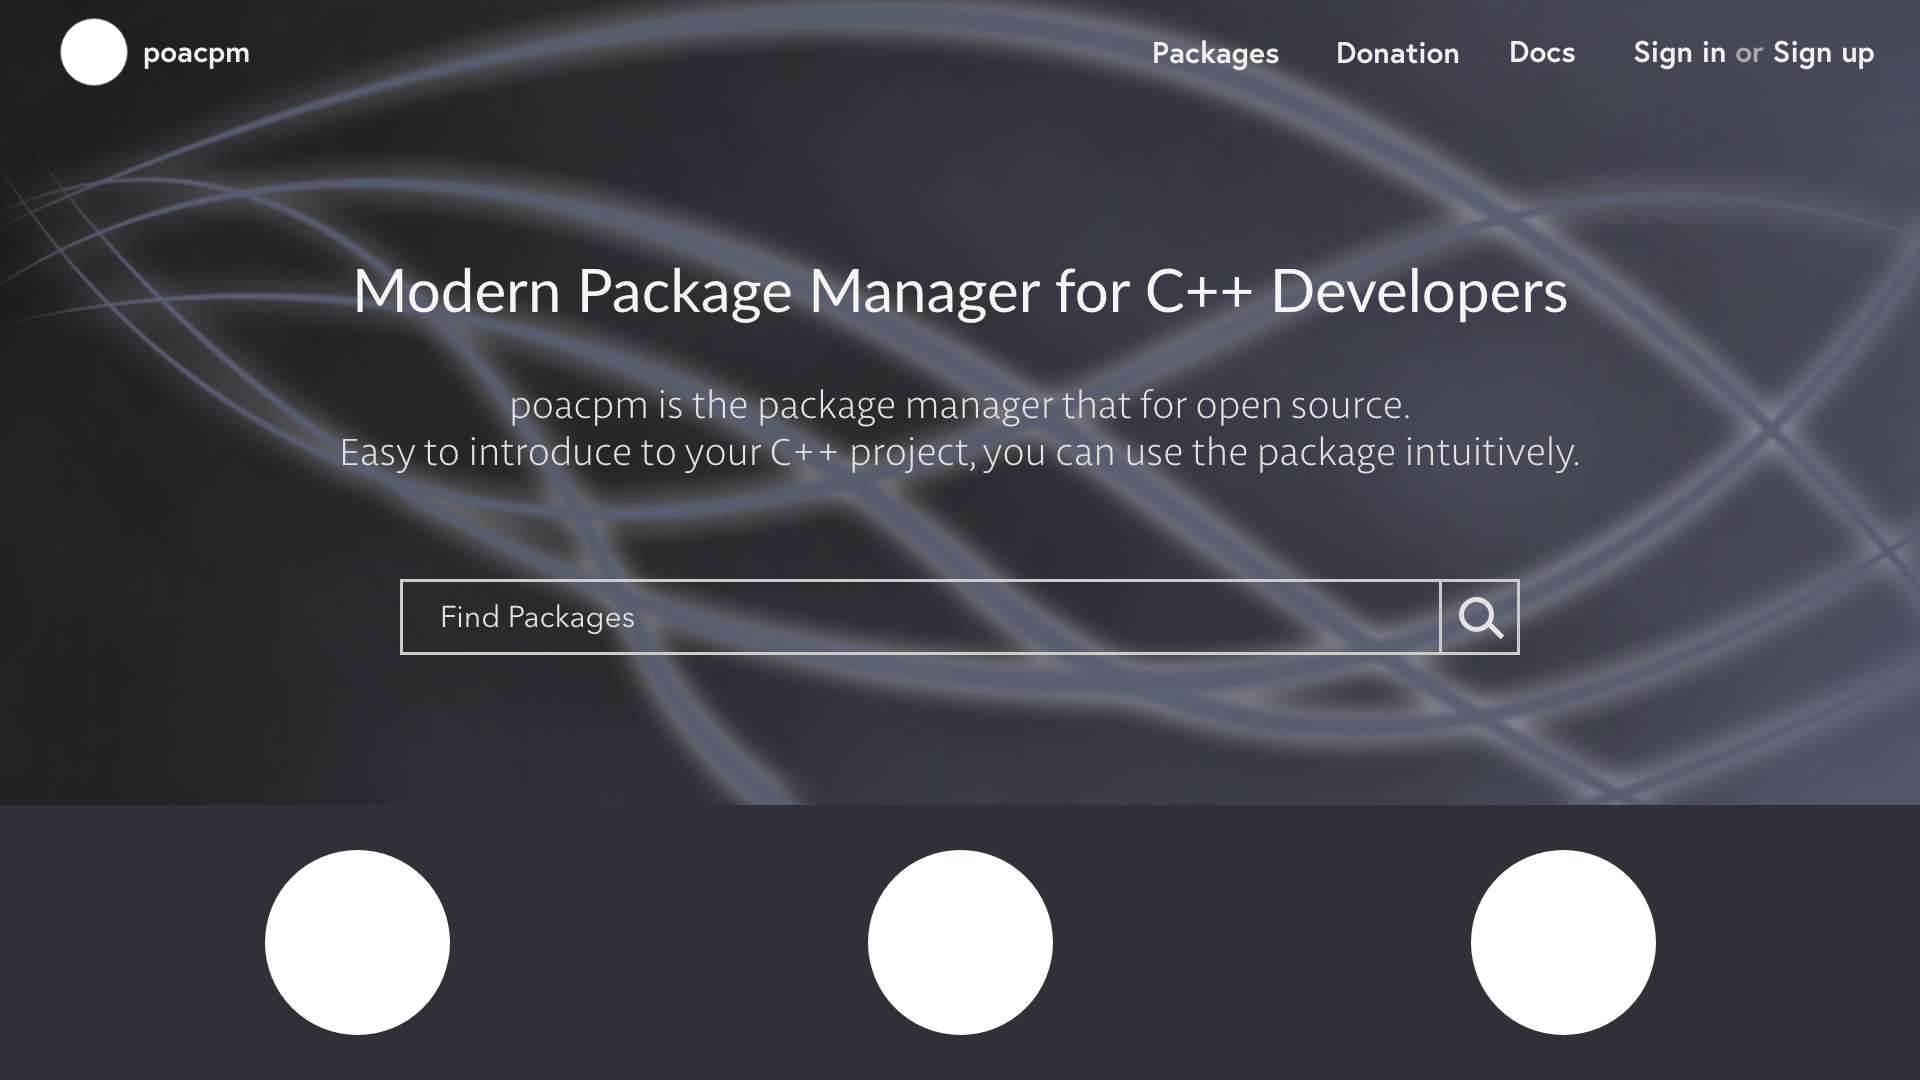 poacpm
Packages Donation Docs Sign in or Sign up
Modern Package Manager for C++ Developers
poacpm is the package manager that for open source.
Easy to introduce to your C++ project, you can use the package intuitively.
Find Packages